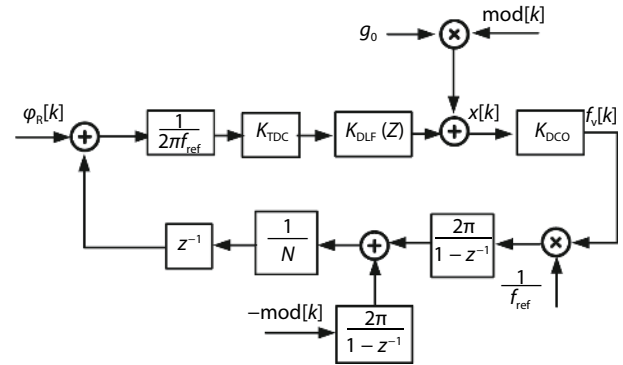 g₀
×
mod[k]
φ_R[k]
+
1/(2πf_ref)
K_TDC
K_DLF (Z)
+
x[k]
K_DCO
f_v[k]
z⁻¹
1/N
+
2π/(1 − z⁻¹)
×
1/f_ref
−mod[k]
2π/(1 − z⁻¹)